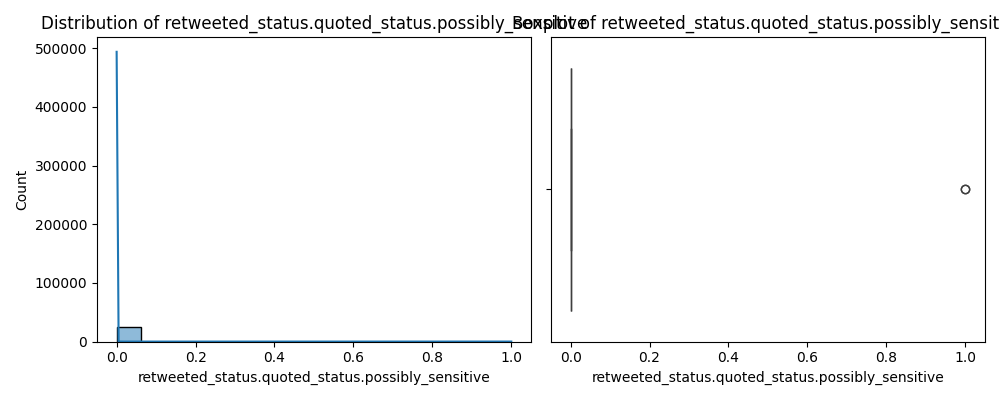 Distribution of retweeted_status.quoted_status.possibly_sensitive
Boxplot of retweeted_status.quoted_status.possibly_sensit
500000
400000
300000
200000
100000
0
Count
0.0 0.2 0.4 0.6 0.8 1.0
retweeted_status.quoted_status.possibly_sensitive
0.0 0.2 0.4 0.6 0.8 1.0
retweeted_status.quoted_status.possibly_sensitive